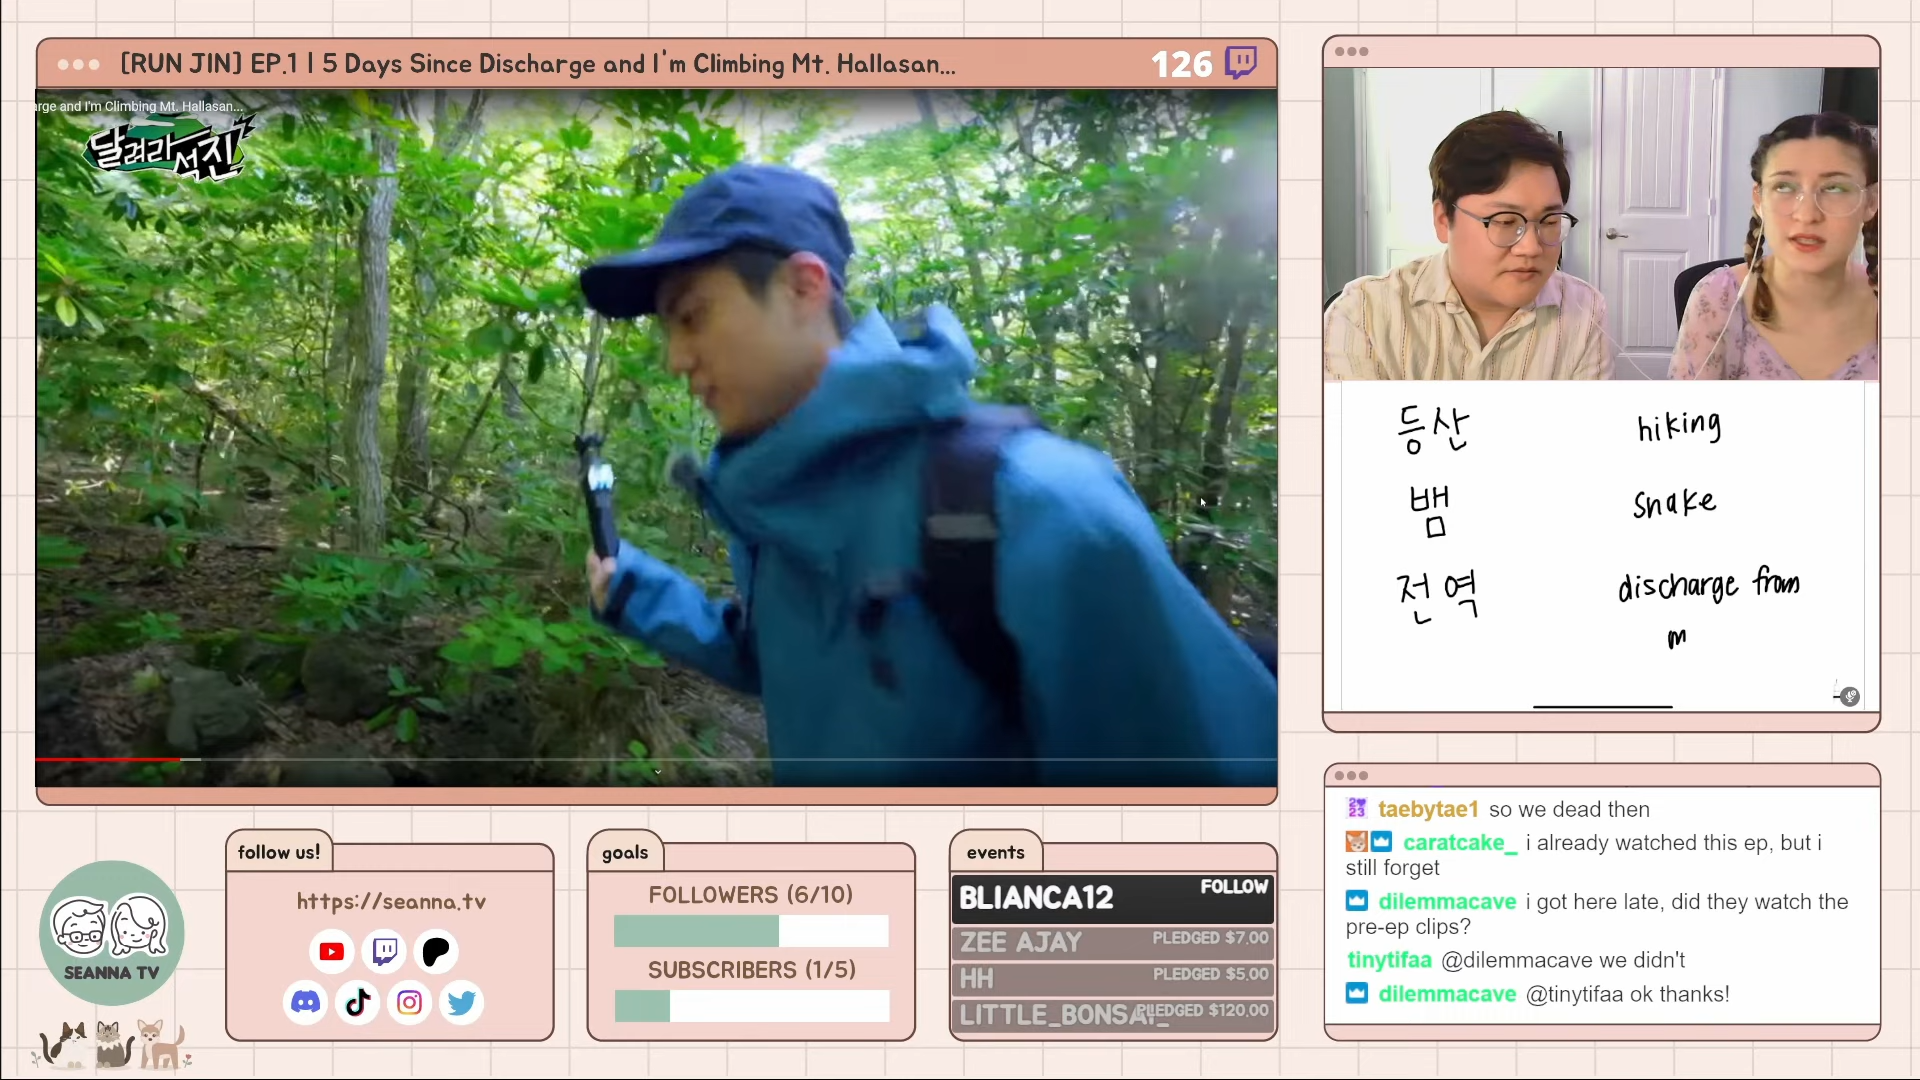 [RUN JIN] EP.1 | 5 Days Since Discharge and I'm Climbing Mt. Hallasan...
126
arge and I'm Climbing Mt. Hallasan...
달려라
석진
등산 hiking
뱀 snake
전역 discharge from
m
taebytae1 so we dead then
caratcake_ i already watched this ep, but i
still forget
dilemmacave i got here late, did they watch the
pre-ep clips?
tinytifaa @dilemmacave we didn't
dilemmacave @tinytifaa ok thanks!
SEANNA TV
follow us!
https://seanna.tv
goals
FOLLOWERS (6/10)
SUBSCRIBERS (1/5)
events
BLIANCA12 FOLLOW
ZEE AJAY PLEDGED $7.00
HH PLEDGED $5.00
LITTLE_BONSAI_ PLEDGED $120.00